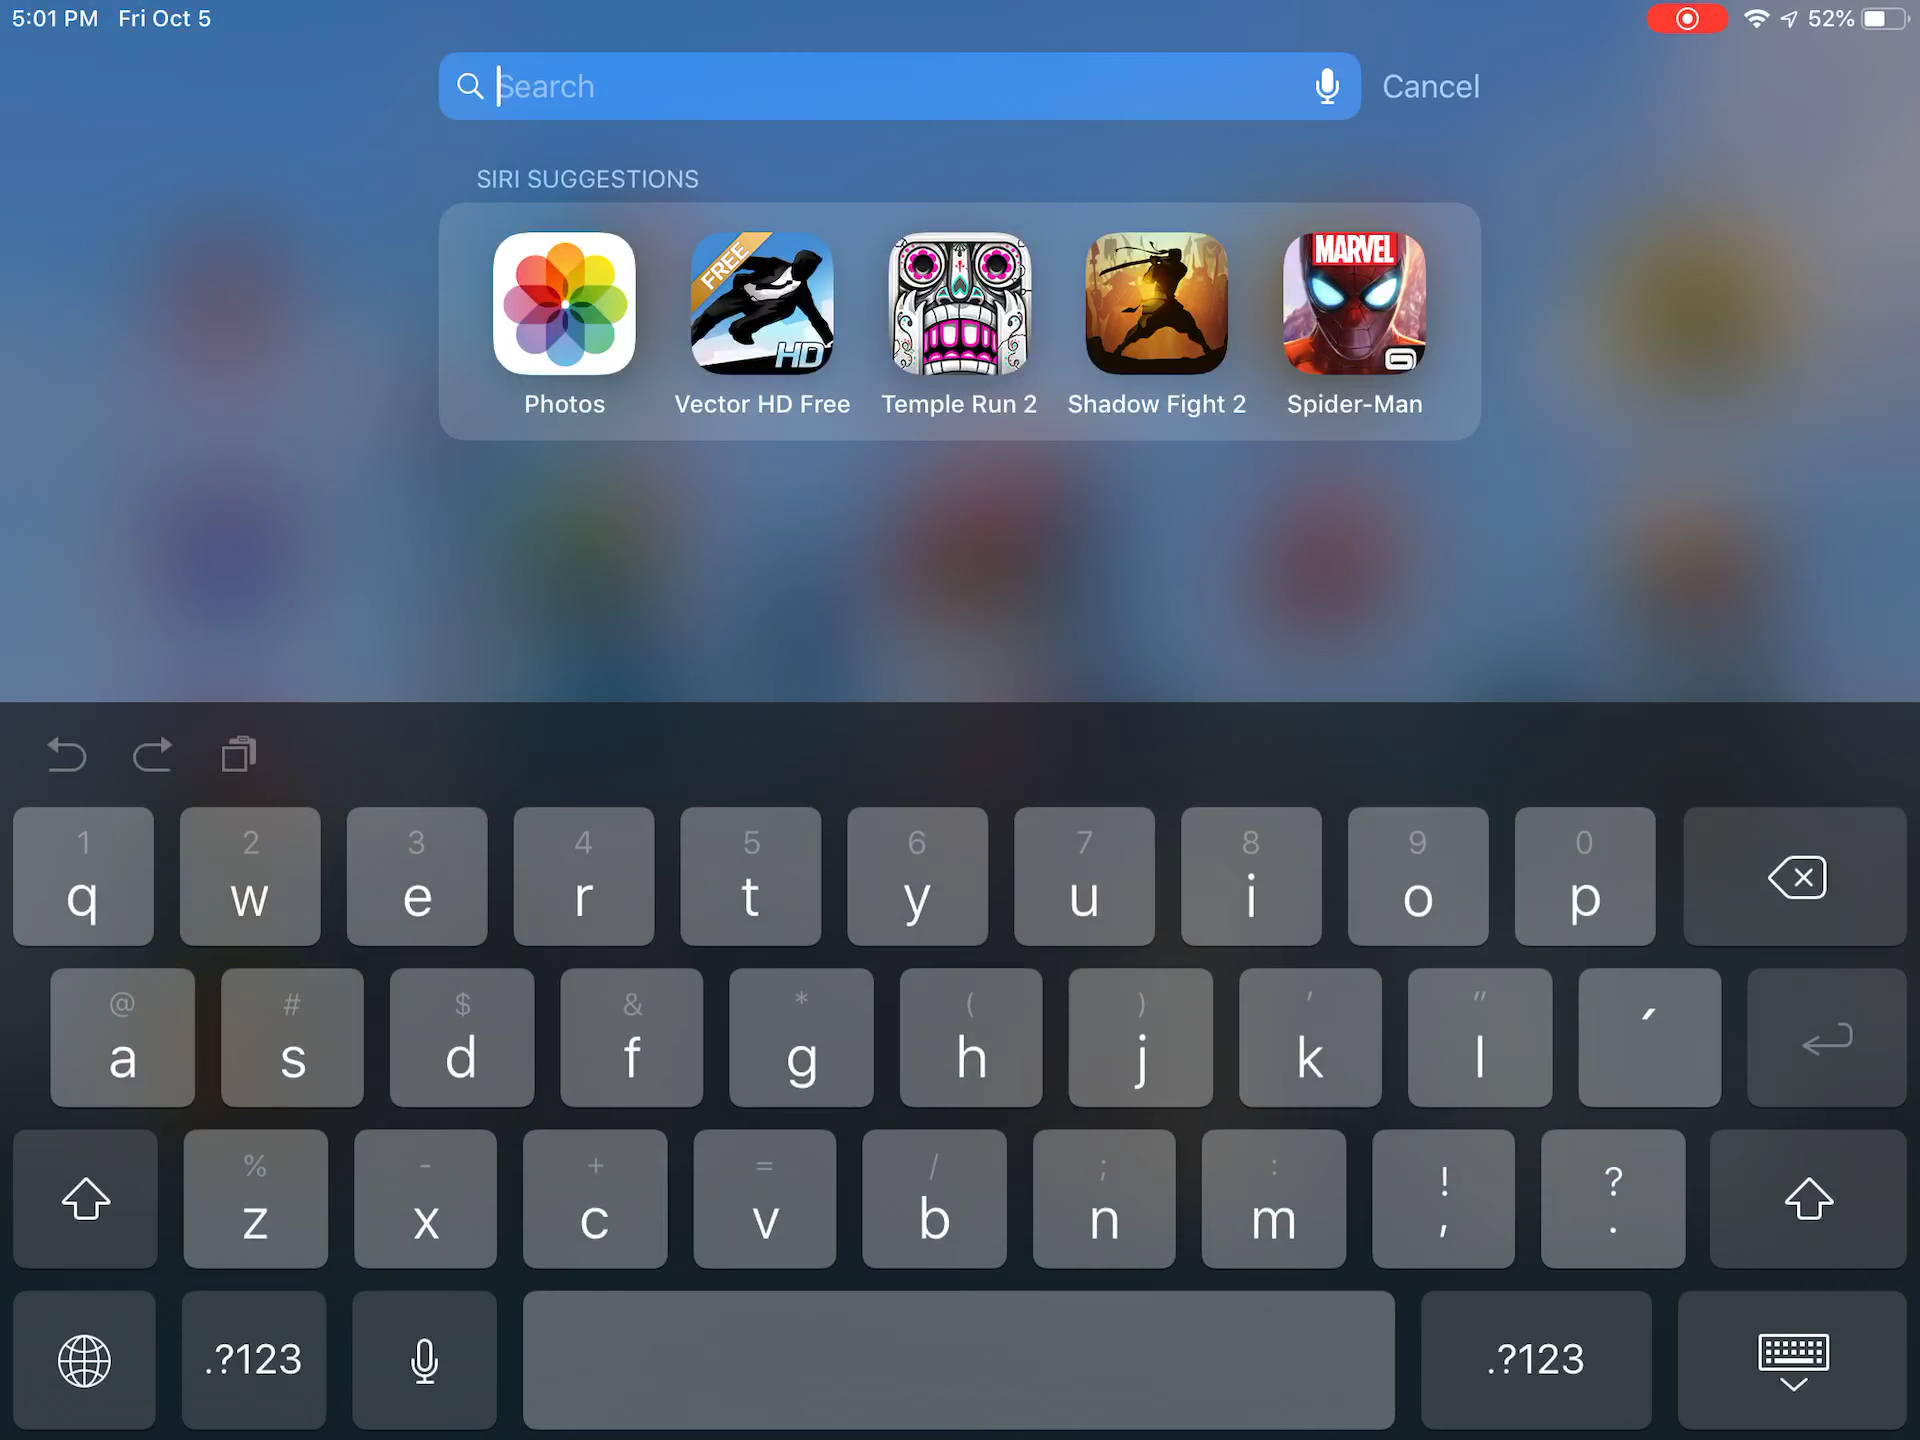 5:01 PM Fri Oct 5 52%
Search Cancel
SIRI SUGGESTIONS
FREE HD MARVEL
Photos Vector HD Free Temple Run 2 Shadow Fight 2 Spider-Man
1 2 3 4 5 6 7 8 9 0
q w e r t y u i o p
@ # $ & * ( ) ' "
a s d f g h j k l ´
% - + = / ; : ! ?
z x c v b n m , .
.?123 .?123